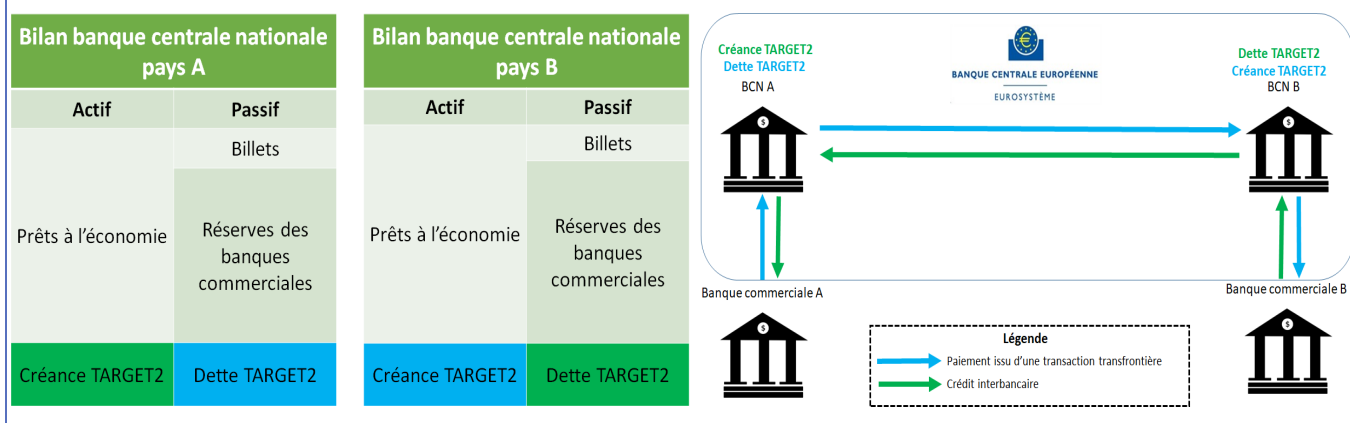 Bilan banque centrale nationale
pays A
Actif
Passif
Billets
Prêts à l'économie
Réserves des
banques
commerciales
Créance TARGET2
Dette TARGET2
Bilan banque centrale nationale
pays B
Actif
Passif
Billets
Prêts à l'économie
Réserves des
banques
commerciales
Créance TARGET2
Dette TARGET2
Créance TARGET2
Dette TARGET2
BCN A
€
BANQUE CENTRALE EUROPÉENNE
EUROSYSTÈME
Dette TARGET2
Créance TARGET2
BCN B
$
$
Banque commerciale A
Banque commerciale B
$
$
Légende
Paiement issu d'une transaction transfrontière
Crédit interbancaire